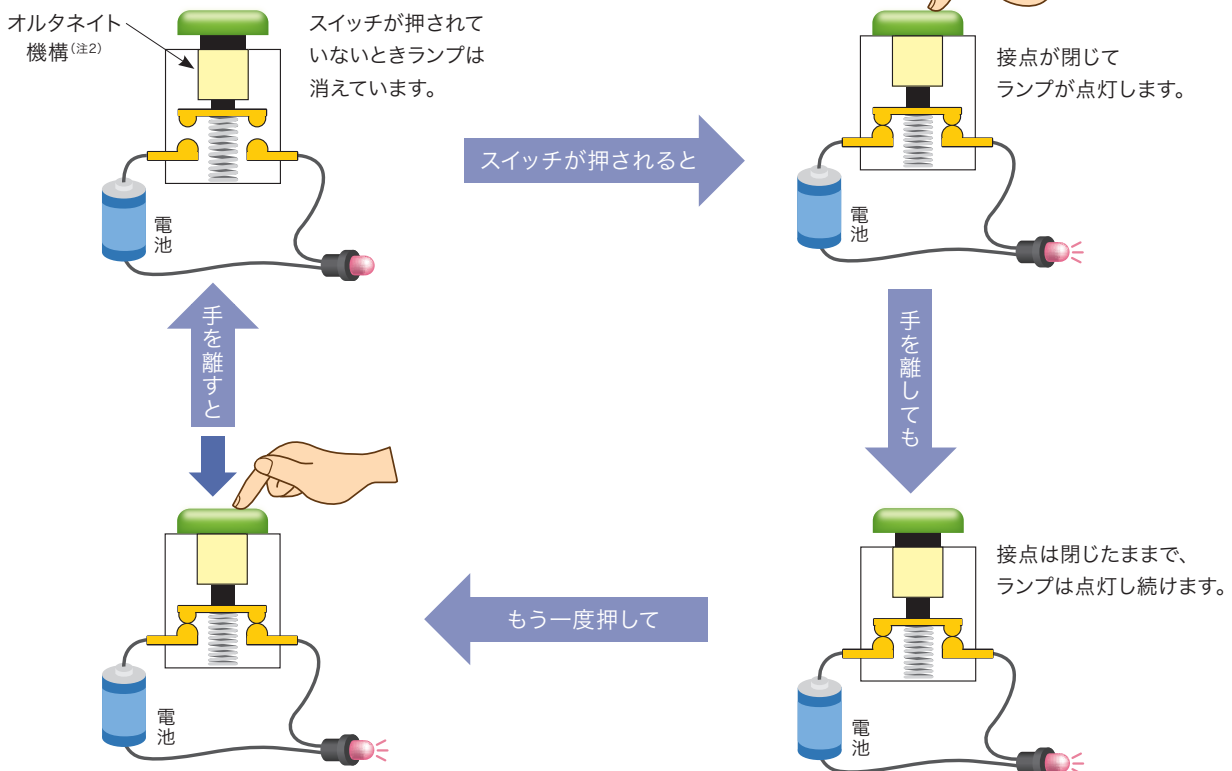 オルタネイト
機構(注2)
スイッチが押されて
いないときランプは
消えています。
電池
スイッチが押されると
接点が閉じて
ランプが点灯します。
電池
手を離しても
接点は閉じたままで、
ランプは点灯し続けます。
電池
もう一度押して
電池
手を離すと